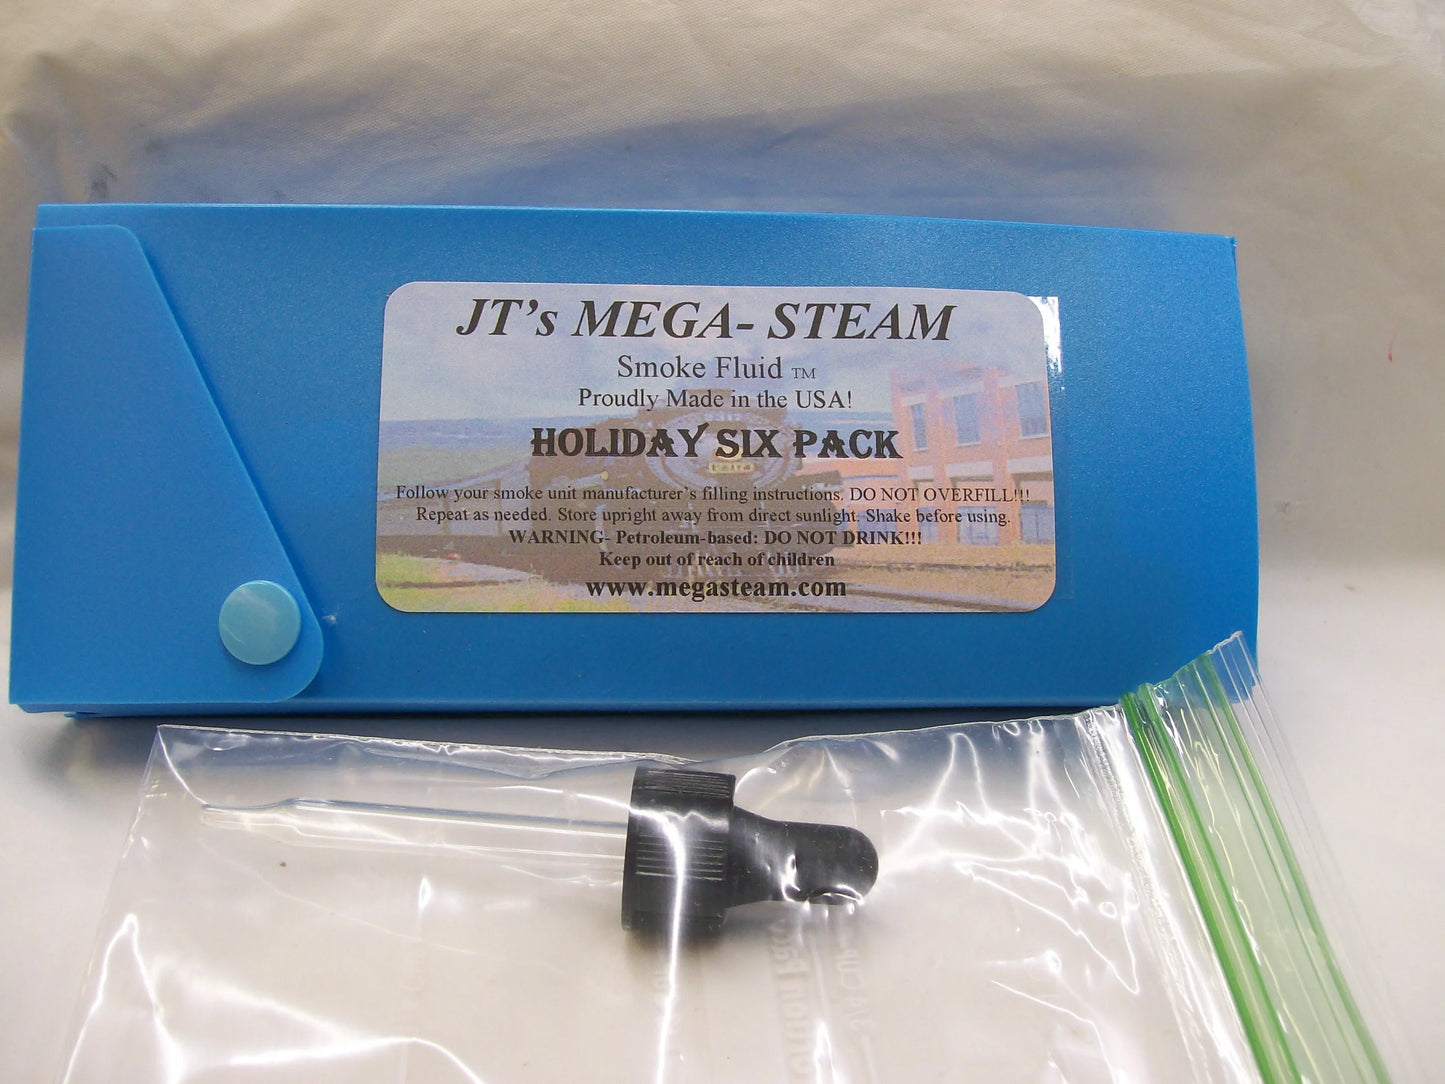 JT's MEGA- STEAM
Smoke Fluid TM
Proudly Made in the USA!
HOLIDAY SIX PACK
Follow your smoke unit manufacturer's filling instructions. DO NOT OVERFILL!!!
Repeat as needed. Store upright away from direct sunlight. Shake before using.
WARNING- Petroleum-based: DO NOT DRINK!!!
Keep out of reach of children
www.megasteam.com